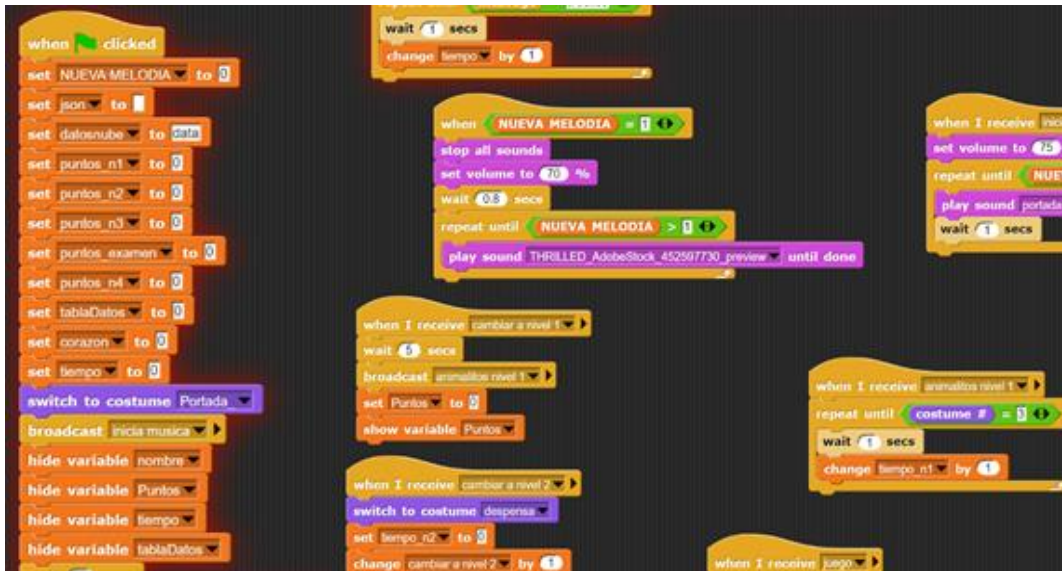 when clicked
set NUEVA MELODIA to 0
set json to
set datosnube to data
set puntos_n1 to 0
set puntos_n2 to 0
set puntos_n3 to 0
set puntos_examen to 0
set puntos_n4 to 0
set tablaDatos to 0
set corazon to 0
set tiempo to 0
switch to costume Portada_
broadcast inicia musica
hide variable nombre
hide variable Puntos
hide variable tiempo
hide variable tablaDatos
wait 1 secs
change tiempo by 1
when NUEVA MELODIA = 1
stop all sounds
set volume to 70 %
wait 0.8 secs
repeat until NUEVA MELODIA > 1
play sound THRILLED_AdobeStock_452597730_preview until done
when I receive cambiar a nivel 1
wait 5 secs
broadcast animalitos nivel 1
set Puntos to 0
show variable Puntos
when I receive cambiar a nivel 2
switch to costume despensa
set tiempo_n2 to 0
change cambiar a nivel 2 by 1
when I receive
set volume to 75
repeat until
play sound portada
wait 1 secs
when I receive animalitos nivel 1
repeat until costume # = 3
wait 1 secs
change tiempo_n1 by 1
when I receive juego